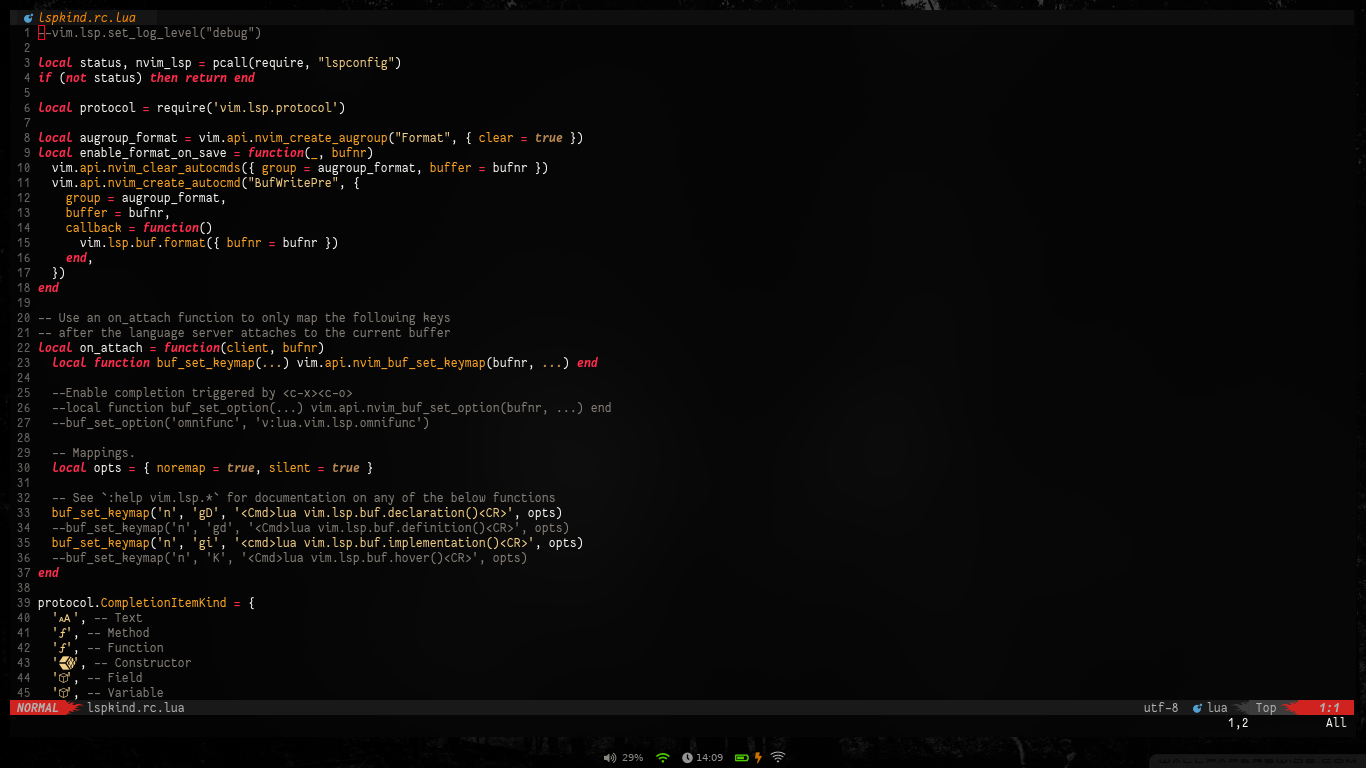 lspkind.rc.lua
1 --vim.lsp.set_log_level("debug")
2
3 local status, nvim_lsp = pcall(require, "lspconfig")
4 if (not status) then return end
5
6 local protocol = require('vim.lsp.protocol')
7
8 local augroup_format = vim.api.nvim_create_augroup("Format", { clear = true })
9 local enable_format_on_save = function(_, bufnr)
10   vim.api.nvim_clear_autocmds({ group = augroup_format, buffer = bufnr })
11   vim.api.nvim_create_autocmd("BufWritePre", {
12     group = augroup_format,
13     buffer = bufnr,
14     callback = function()
15       vim.lsp.buf.format({ bufnr = bufnr })
16     end,
17   })
18 end
19
20 -- Use an on_attach function to only map the following keys
21 -- after the language server attaches to the current buffer
22 local on_attach = function(client, bufnr)
23   local function buf_set_keymap(...) vim.api.nvim_buf_set_keymap(bufnr, ...) end
24
25   --Enable completion triggered by <c-x><c-o>
26   --local function buf_set_option(...) vim.api.nvim_buf_set_option(bufnr, ...) end
27   --buf_set_option('omnifunc', 'v:lua.vim.lsp.omnifunc')
28
29   -- Mappings.
30   local opts = { noremap = true, silent = true }
31
32   -- See `:help vim.lsp.*` for documentation on any of the below functions
33   buf_set_keymap('n', 'gD', '<Cmd>lua vim.lsp.buf.declaration()<CR>', opts)
34   --buf_set_keymap('n', 'gd', '<Cmd>lua vim.lsp.buf.definition()<CR>', opts)
35   buf_set_keymap('n', 'gi', '<cmd>lua vim.lsp.buf.implementation()<CR>', opts)
36   --buf_set_keymap('n', 'K', '<Cmd>lua vim.lsp.buf.hover()<CR>', opts)
37 end
38
39 protocol.CompletionItemKind = {
40   '', -- Text
41   '', -- Method
42   '', -- Function
43   '', -- Constructor
44   '', -- Field
45   '', -- Variable
NORMAL lspkind.rc.lua utf-8 lua Top 1:1
1,2 All
29% 14:09